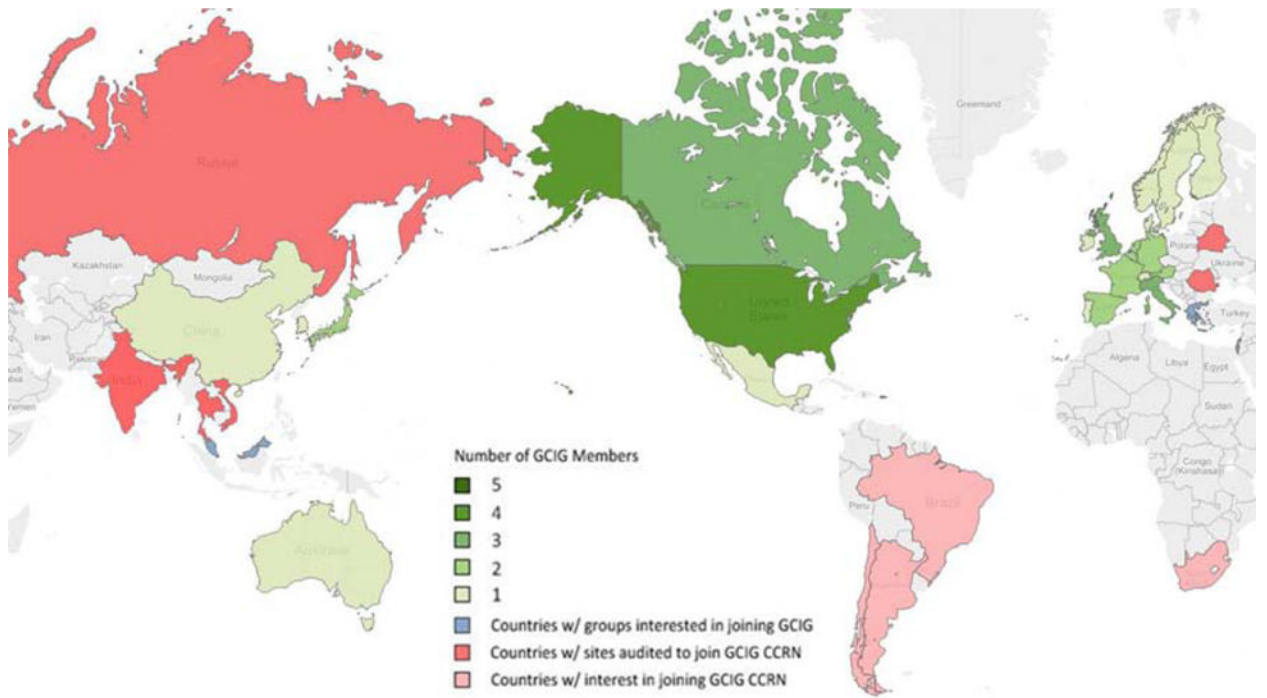 Greenland
Russia
Canada
Poland
Ukraine
Kazakhstan
Mongolia
United
States
Turkey
China
Iran
Pakistan
Algeria
Libya
Egypt
India
Sudan
Congo
(Kinshasa)
Number of GCIG Members
5
4
3
2
1
Peru
Brazil
Australia
Countries w/ groups interested in joining GCIG
Countries w/ sites audited to join GCIG CCRN
Countries w/ interest in joining GCIG CCRN